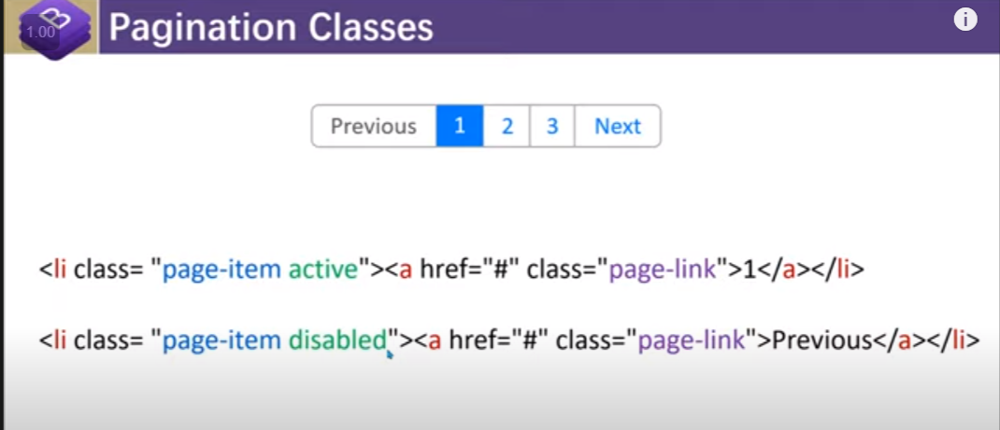 1.00
Pagination Classes
i
Previous 1 2 3 Next
<li class= "page-item active"><a href="#" class="page-link">1</a></li>
<li class= "page-item disabled"><a href="#" class="page-link">Previous</a></li>